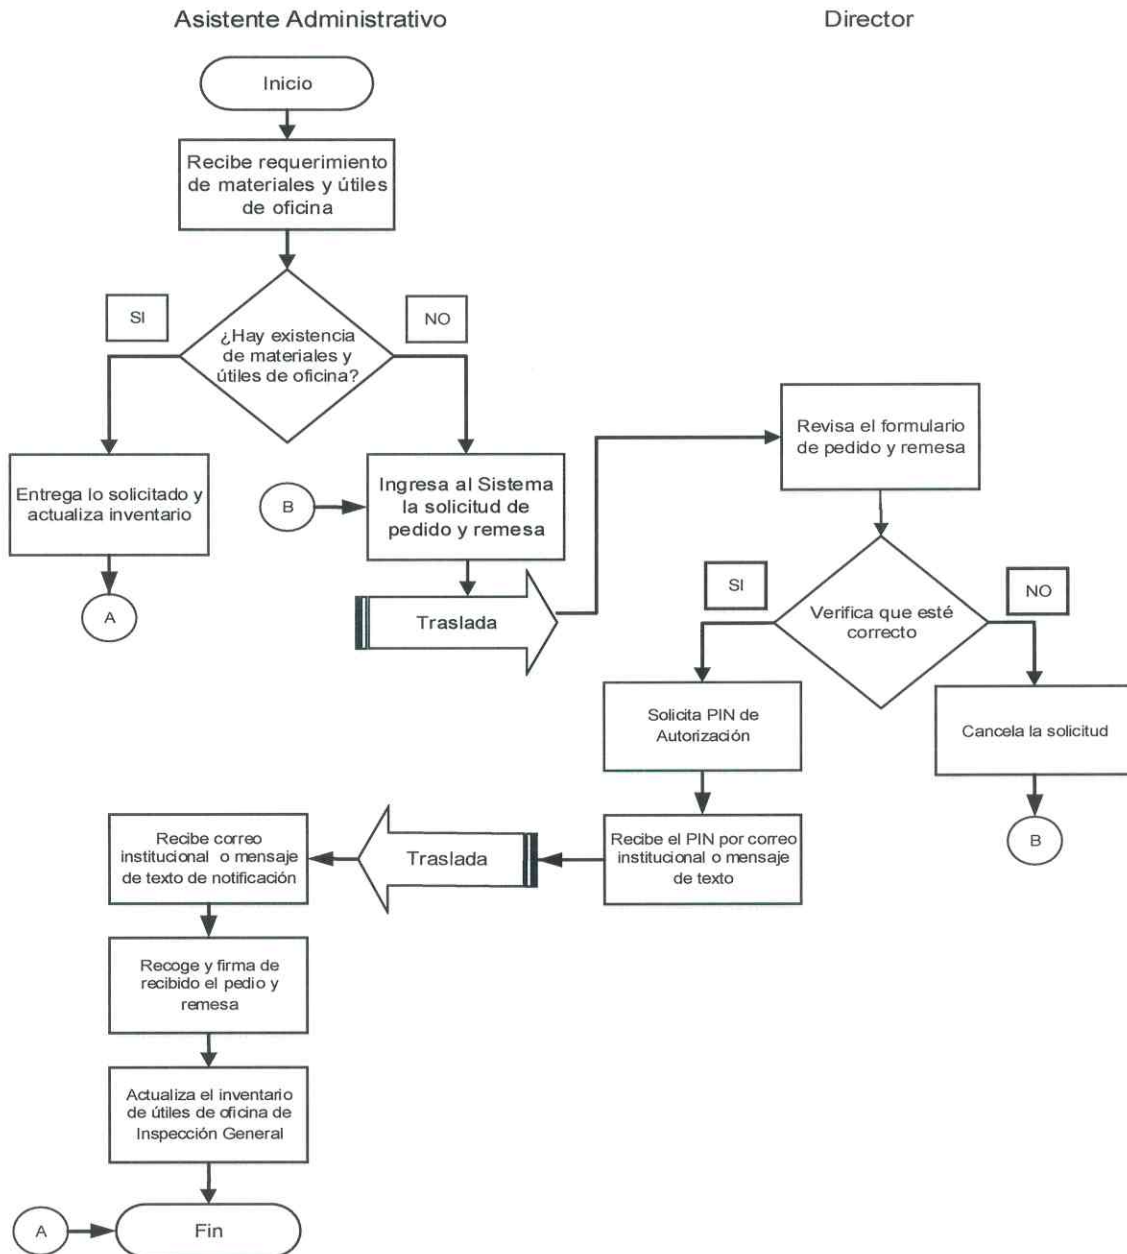 Asistente Administrativo
Director
Inicio
Recibe requerimiento
de materiales y útiles
de oficina
SI
NO
¿Hay existencia
de materiales y
útiles de oficina?
Entrega lo solicitado y
actualiza inventario
A
B
Ingresa al Sistema
la solicitud de
pedido y remesa
Traslada
Revisa el formulario
de pedido y remesa
SI
NO
Verifica que esté
correcto
Solicita PIN de
Autorización
Cancela la solicitud
B
Recibe el PIN por correo
institucional o mensaje
de texto
Traslada
Recibe correo
institucional o mensaje
de texto de notificación
Recoge y firma de
recibido el pedio y
remesa
Actualiza el inventario
de útiles de oficina de
Inspección General
A
Fin